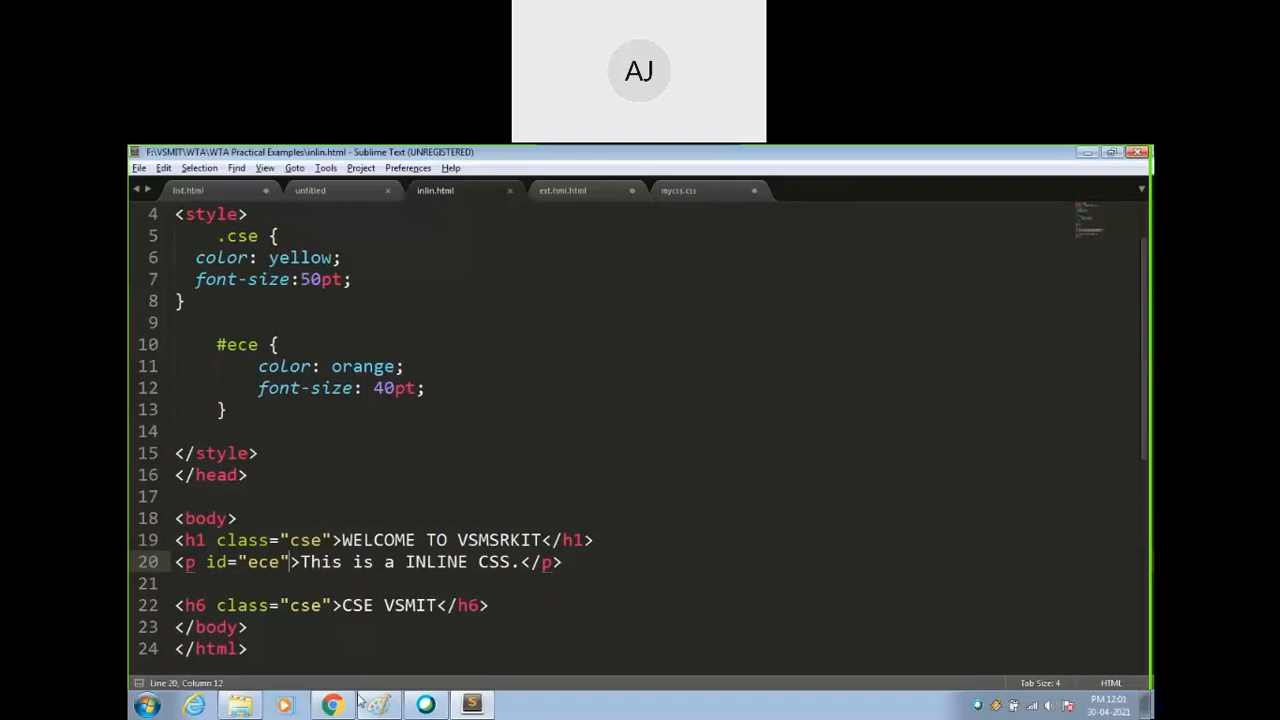 AJ
F:\VSMIT\WTA\WTA Practical Examples\inlin.html - Sublime Text (UNREGISTERED)
File Edit Selection Find View Goto Tools Project Preferences Help
list.html untitled inlin.html ext.hml.html mycss.css
4 <style>
5 .cse {
6 color: yellow;
7 font-size:50pt;
8 }
9
10 #ece {
11 color: orange;
12 font-size: 40pt;
13 }
14
15 </style>
16 </head>
17
18 <body>
19 <h1 class="cse">WELCOME TO VSMSRKIT</h1>
20 <p id="ece">This is a INLINE CSS.</p>
21
22 <h6 class="cse">CSE VSMIT</h6>
23 </body>
24 </html>
Line 20, Column 12 Tab Size: 4 HTML
PM 12:01
30-04-2021